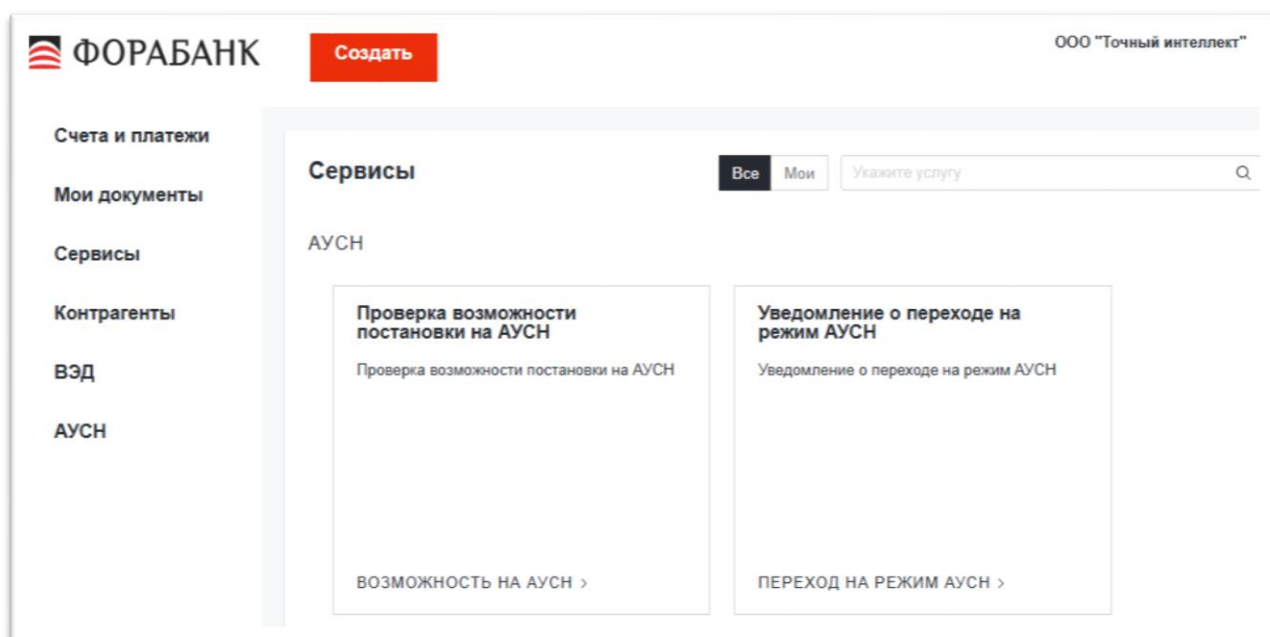 ФОРАБАНК
Создать
ООО "Точный интеллект"
Счета и платежи
Мои документы
Сервисы
Контрагенты
ВЭД
АУСН
Сервисы
Все
Мои
Укажите услугу
АУСН
Проверка возможности
постановки на АУСН
Проверка возможности постановки на АУСН
ВОЗМОЖНОСТЬ НА АУСН >
Уведомление о переходе на
режим АУСН
Уведомление о переходе на режим АУСН
ПЕРЕХОД НА РЕЖИМ АУСН >